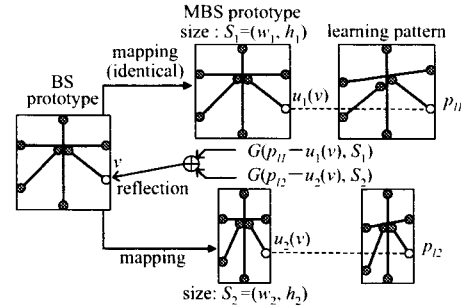 MBS prototype
size : S₁=(w₁, h₁)
learning pattern
mapping
(identical)
BS
prototype
u₁(v)
p₁₁
v
G(p₁₁−u₁(v), S₁)
G(p₁₂−u₂(v), S₂)
reflection
u₂(v)
p₁₂
mapping
size: S₂=(w₂, h₂)